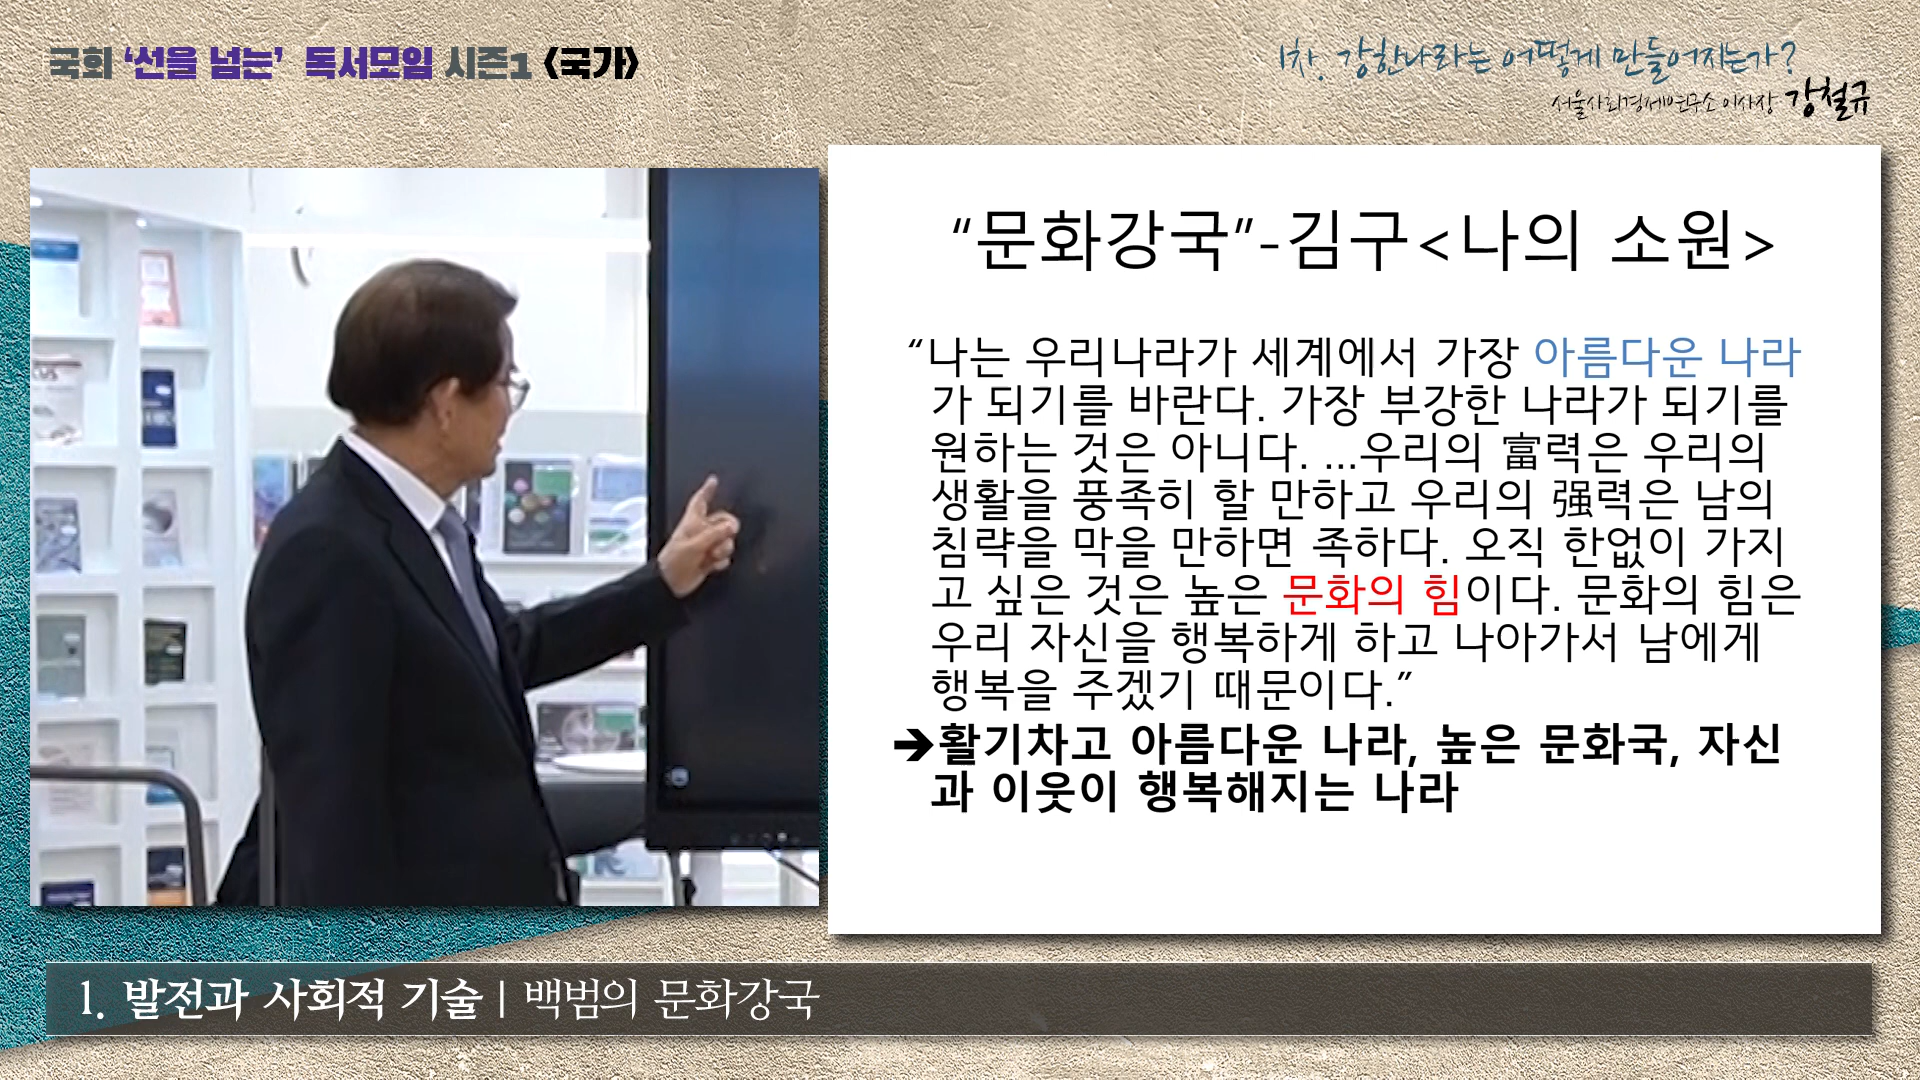 국회 ‘선을 넘는’ 독서모임 시즌1 <국가>
1차. 강한나라는 어떻게 만들어지는가?
서울사회경제연구소 이사장 강철규
“문화강국”-김구<나의 소원>
“나는 우리나라가 세계에서 가장 아름다운 나라
가 되기를 바란다. 가장 부강한 나라가 되기를
원하는 것은 아니다. ...우리의 富력은 우리의
생활을 풍족히 할 만하고 우리의 强력은 남의
침략을 막을 만하면 족하다. 오직 한없이 가지
고 싶은 것은 높은 문화의 힘이다. 문화의 힘은
우리 자신을 행복하게 하고 나아가서 남에게
행복을 주겠기 때문이다.”
➔활기차고 아름다운 나라, 높은 문화국, 자신
과 이웃이 행복해지는 나라
1. 발전과 사회적 기술 | 백범의 문화강국